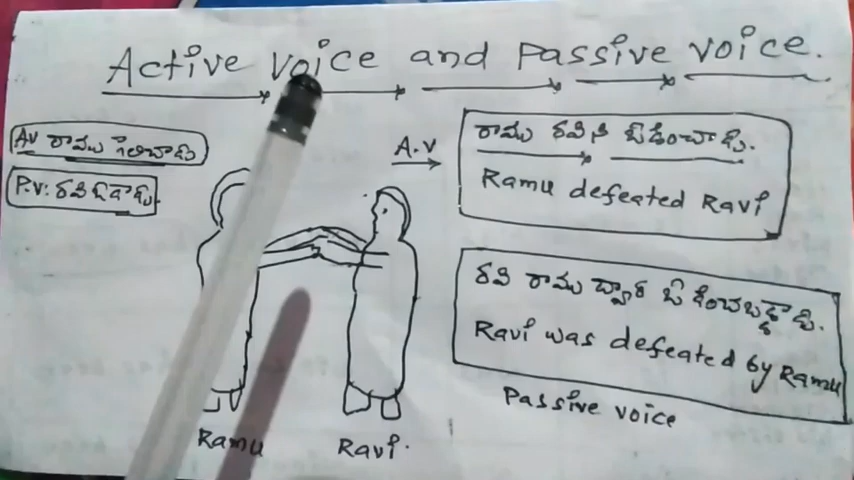 Active voice and passive voice.
AV రాము గెలిచాడు
P.V: రవి ఓడాడు
A.V
రాము రవిని ఓడించాడు.
Ramu defeated Ravi
రవి రాము ద్వార ఓడించబడ్డాడు.
Ravi was defeated by Ramu
Passive voice
Ramu
Ravi.